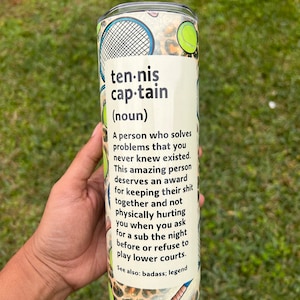 ten·nis
cap·tain
(noun)
A person who solves
problems that you
never knew existed.
This amazing person
deserves an award
for keeping their shit
together and not
physically hurting
you when you ask
for a sub the night
before or refuse to
play lower courts.
See also: badass; legend